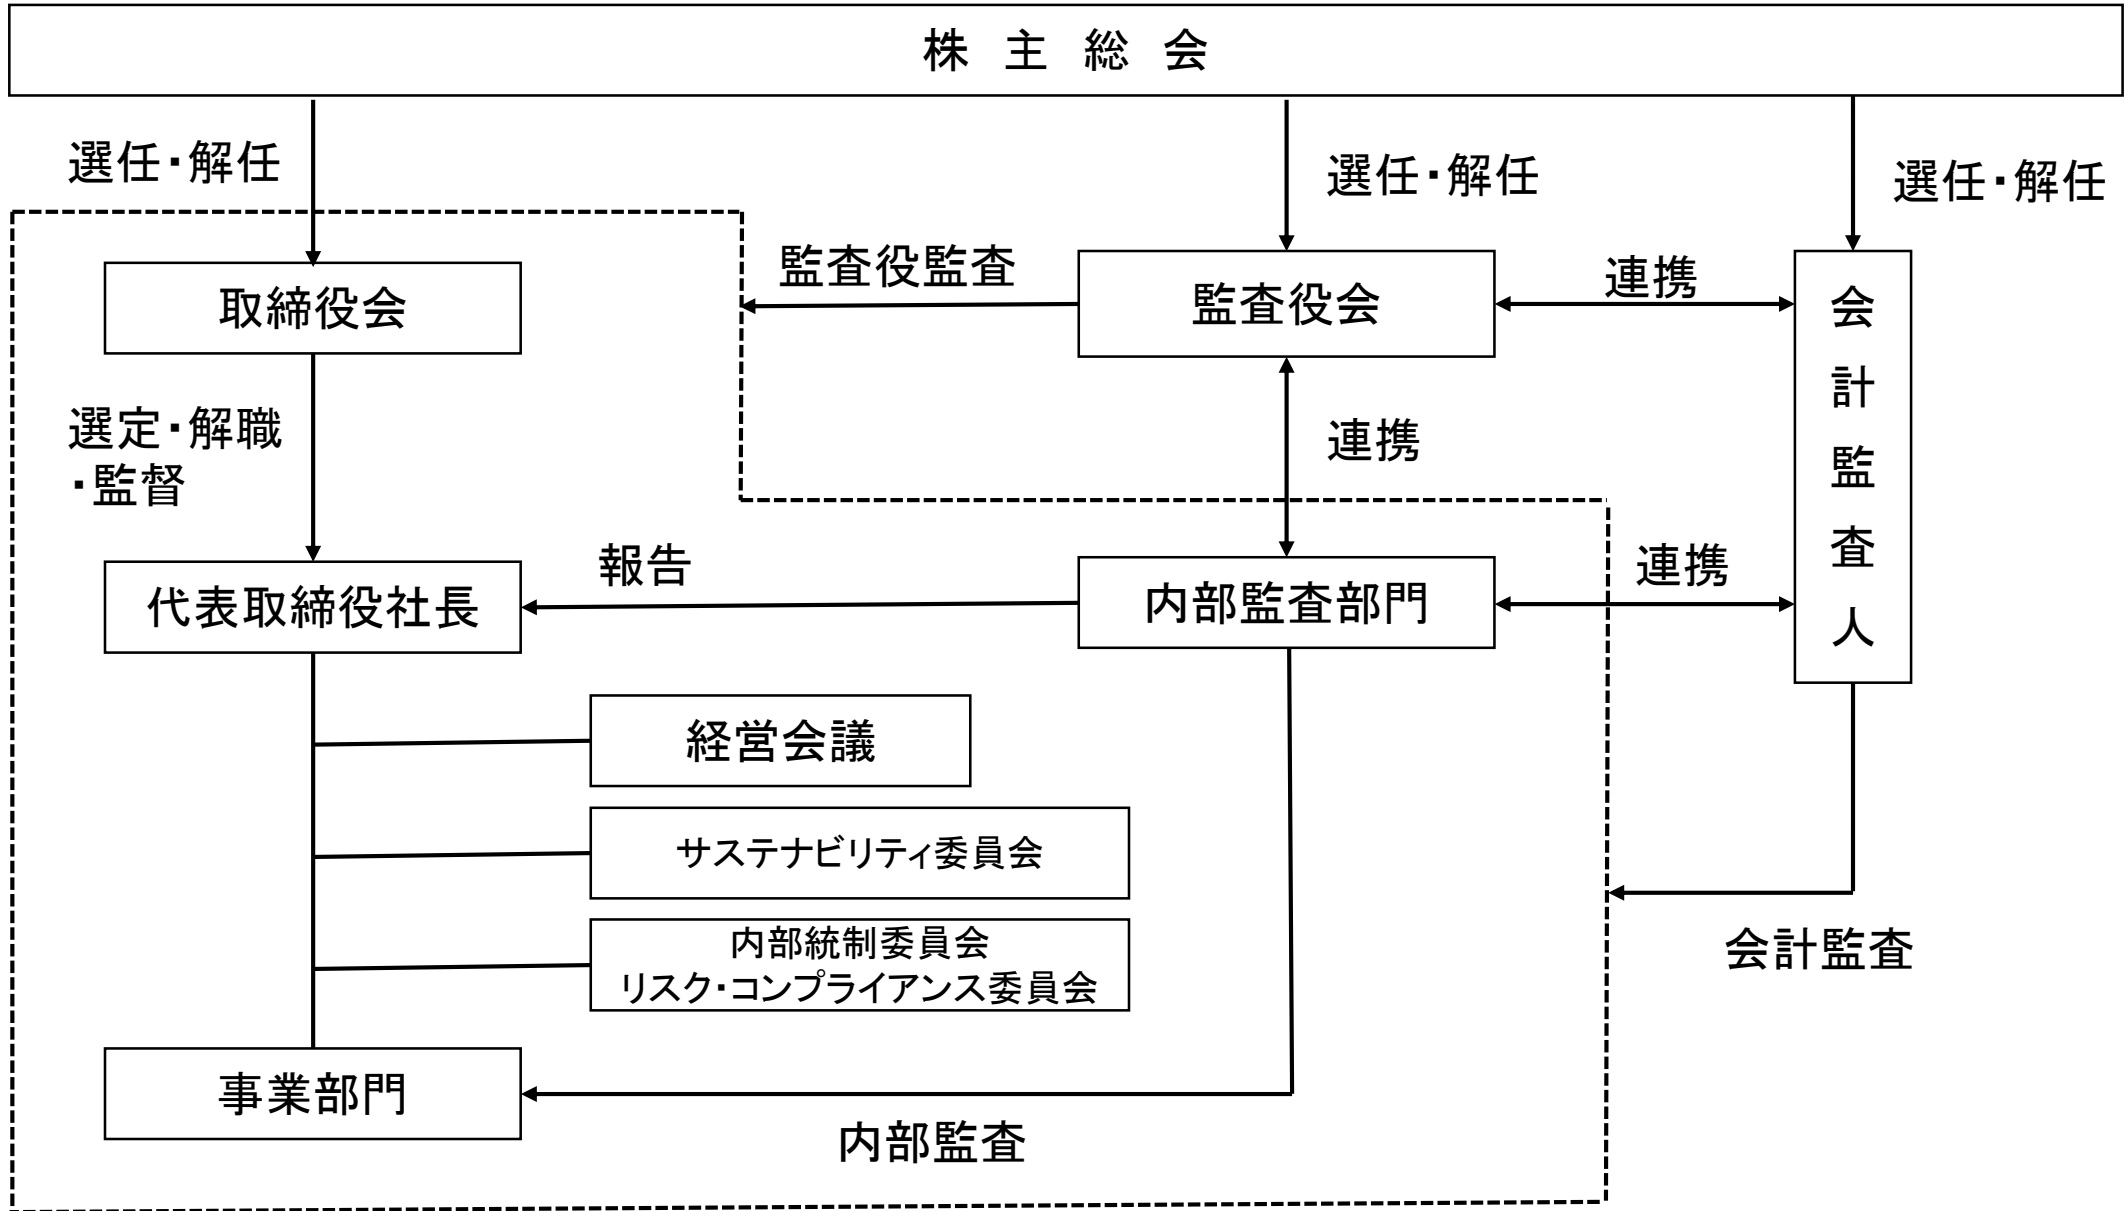 株 主 総 会
選任・解任
選任・解任
選任・解任
取締役会
監査役監査
監査役会
連携
会計監査人
選定・解職
・監督
連携
代表取締役社長
報告
内部監査部門
連携
経営会議
サステナビリティ委員会
内部統制委員会
リスク・コンプライアンス委員会
会計監査
事業部門
内部監査